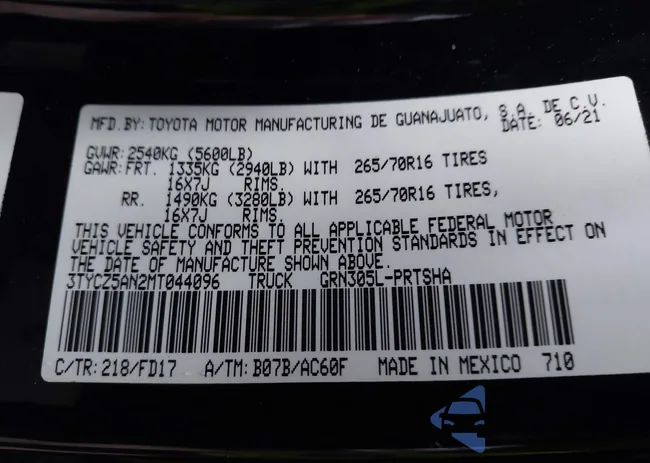 MFD.BY: TOYOTA MOTOR MANUFACTURING DE GUANAJUATO, S.A. DE C.V.
DATE: 06/21
GVWR: 2540KG (5600LB)
GAWR: FRT. 1335KG (2940LB) WITH 265/70R16 TIRES
16X7J RIMS.
RR. 1490KG (3280LB) WITH 265/70R16 TIRES,
16X7J RIMS.
THIS VEHICLE CONFORMS TO ALL APPLICABLE FEDERAL MOTOR
VEHICLE SAFETY AND THEFT PREVENTION STANDARDS IN EFFECT ON
THE DATE OF MANUFACTURE SHOWN ABOVE.
3TYCZ5AN2MT044096 TRUCK GRN305L-PRTSHA
C/TR: 218/FD17 A/TM: B07B/AC60F MADE IN MEXICO 710